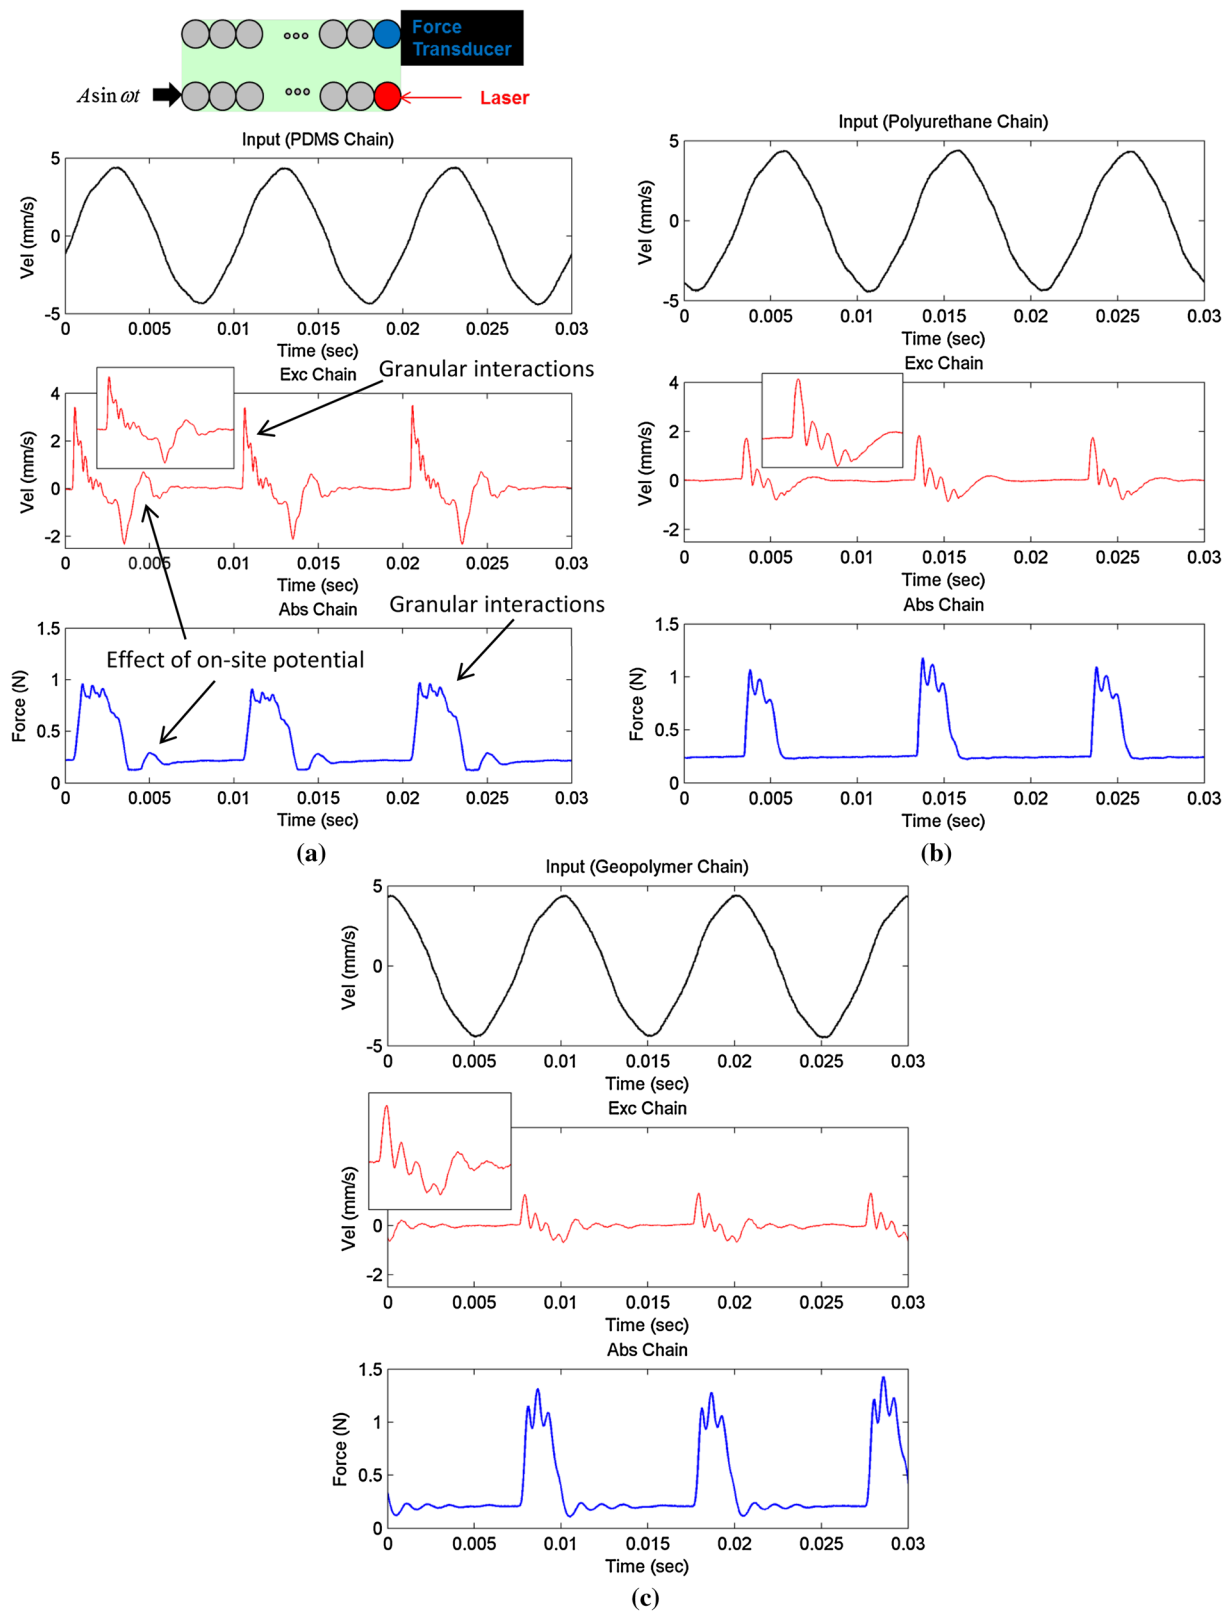 Force
Transducer
A sin ωt
Laser
Input (PDMS Chain)
5
0
-5
Vel (mm/s)
0 0.005 0.01 0.015 0.02 0.025 0.03
Time (sec)
Exc Chain
Granular interactions
4
2
0
-2
Vel (mm/s)
0 0.005 0.01 0.015 0.02 0.025 0.03
Time (sec)
Abs Chain
Granular interactions
Effect of on-site potential
1.5
1
0.5
0
Force (N)
0 0.005 0.01 0.015 0.02 0.025 0.03
Time (sec)
(a)
Input (Polyurethane Chain)
5
0
-5
Vel (mm/s)
0 0.005 0.01 0.015 0.02 0.025 0.03
Time (sec)
Exc Chain
4
2
0
-2
Vel (mm/s)
0 0.005 0.01 0.015 0.02 0.025 0.03
Time (sec)
Abs Chain
1.5
1
0.5
0
Force (N)
0 0.005 0.01 0.015 0.02 0.025 0.03
Time (sec)
(b)
Input (Geopolymer Chain)
5
0
-5
Vel (mm/s)
0 0.005 0.01 0.015 0.02 0.025 0.03
Time (sec)
Exc Chain
0
-2
Vel (mm/s)
0 0.005 0.01 0.015 0.02 0.025 0.03
Time (sec)
Abs Chain
1.5
1
0.5
0
Force (N)
0 0.005 0.01 0.015 0.02 0.025 0.03
Time (sec)
(c)